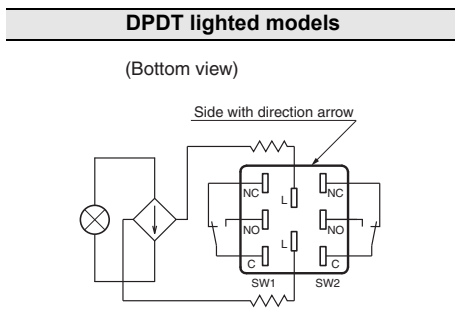 DPDT lighted models
(Bottom view)
Side with direction arrow
NC L NC
NO NO
L
C C
SW1 SW2